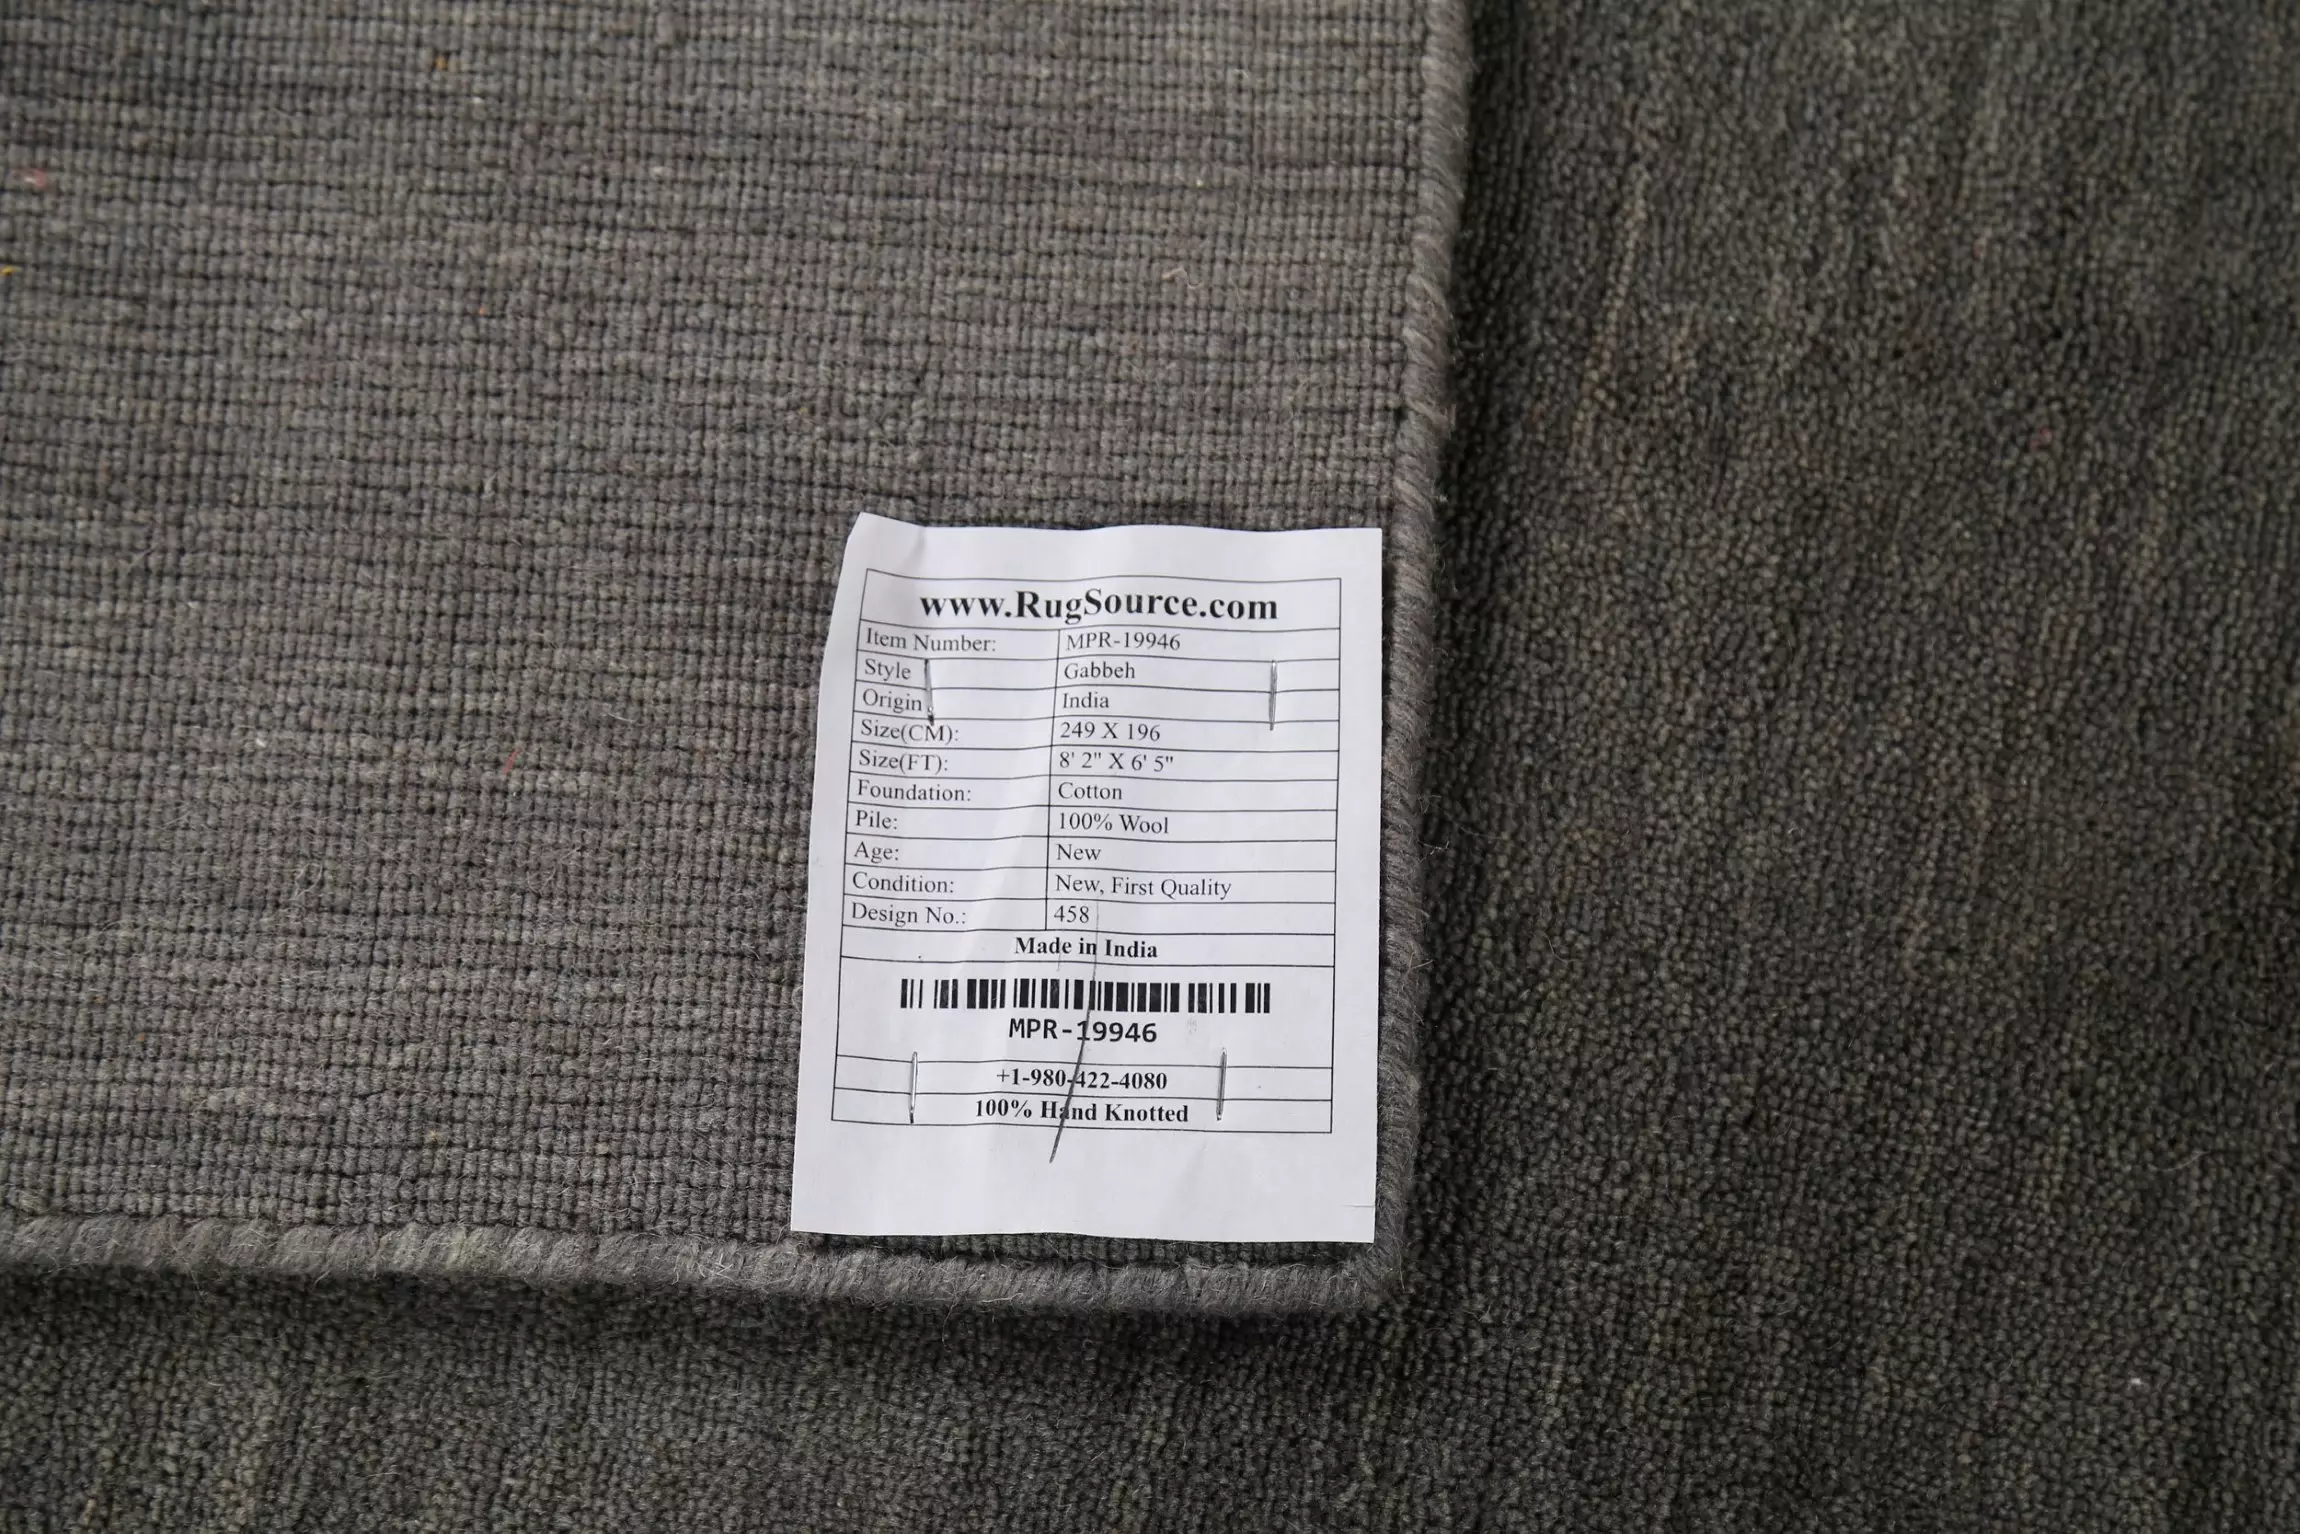 www.RugSource.com
Item Number: MPR-19946
Style Gabbeh
Origin India
Size(CM): 249 X 196
Size(FT): 8' 2" X 6' 5"
Foundation: Cotton
Pile: 100% Wool
Age: New
Condition: New, First Quality
Design No.: 458
Made in India
MPR-19946
+1-980-422-4080
100% Hand Knotted